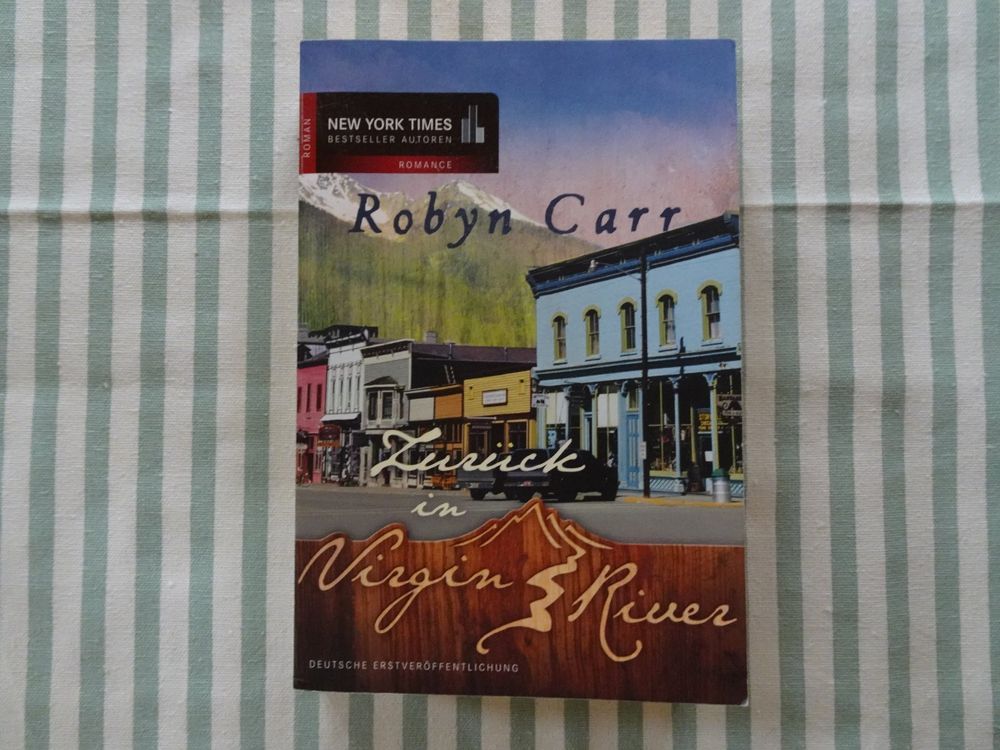 ROMAN
NEW YORK TIMES
BESTSELLER AUTOREN
ROMANCE
Robyn Carr
Zurück
in
Virgin River
DEUTSCHE ERSTVERÖFFENTLICHUNG